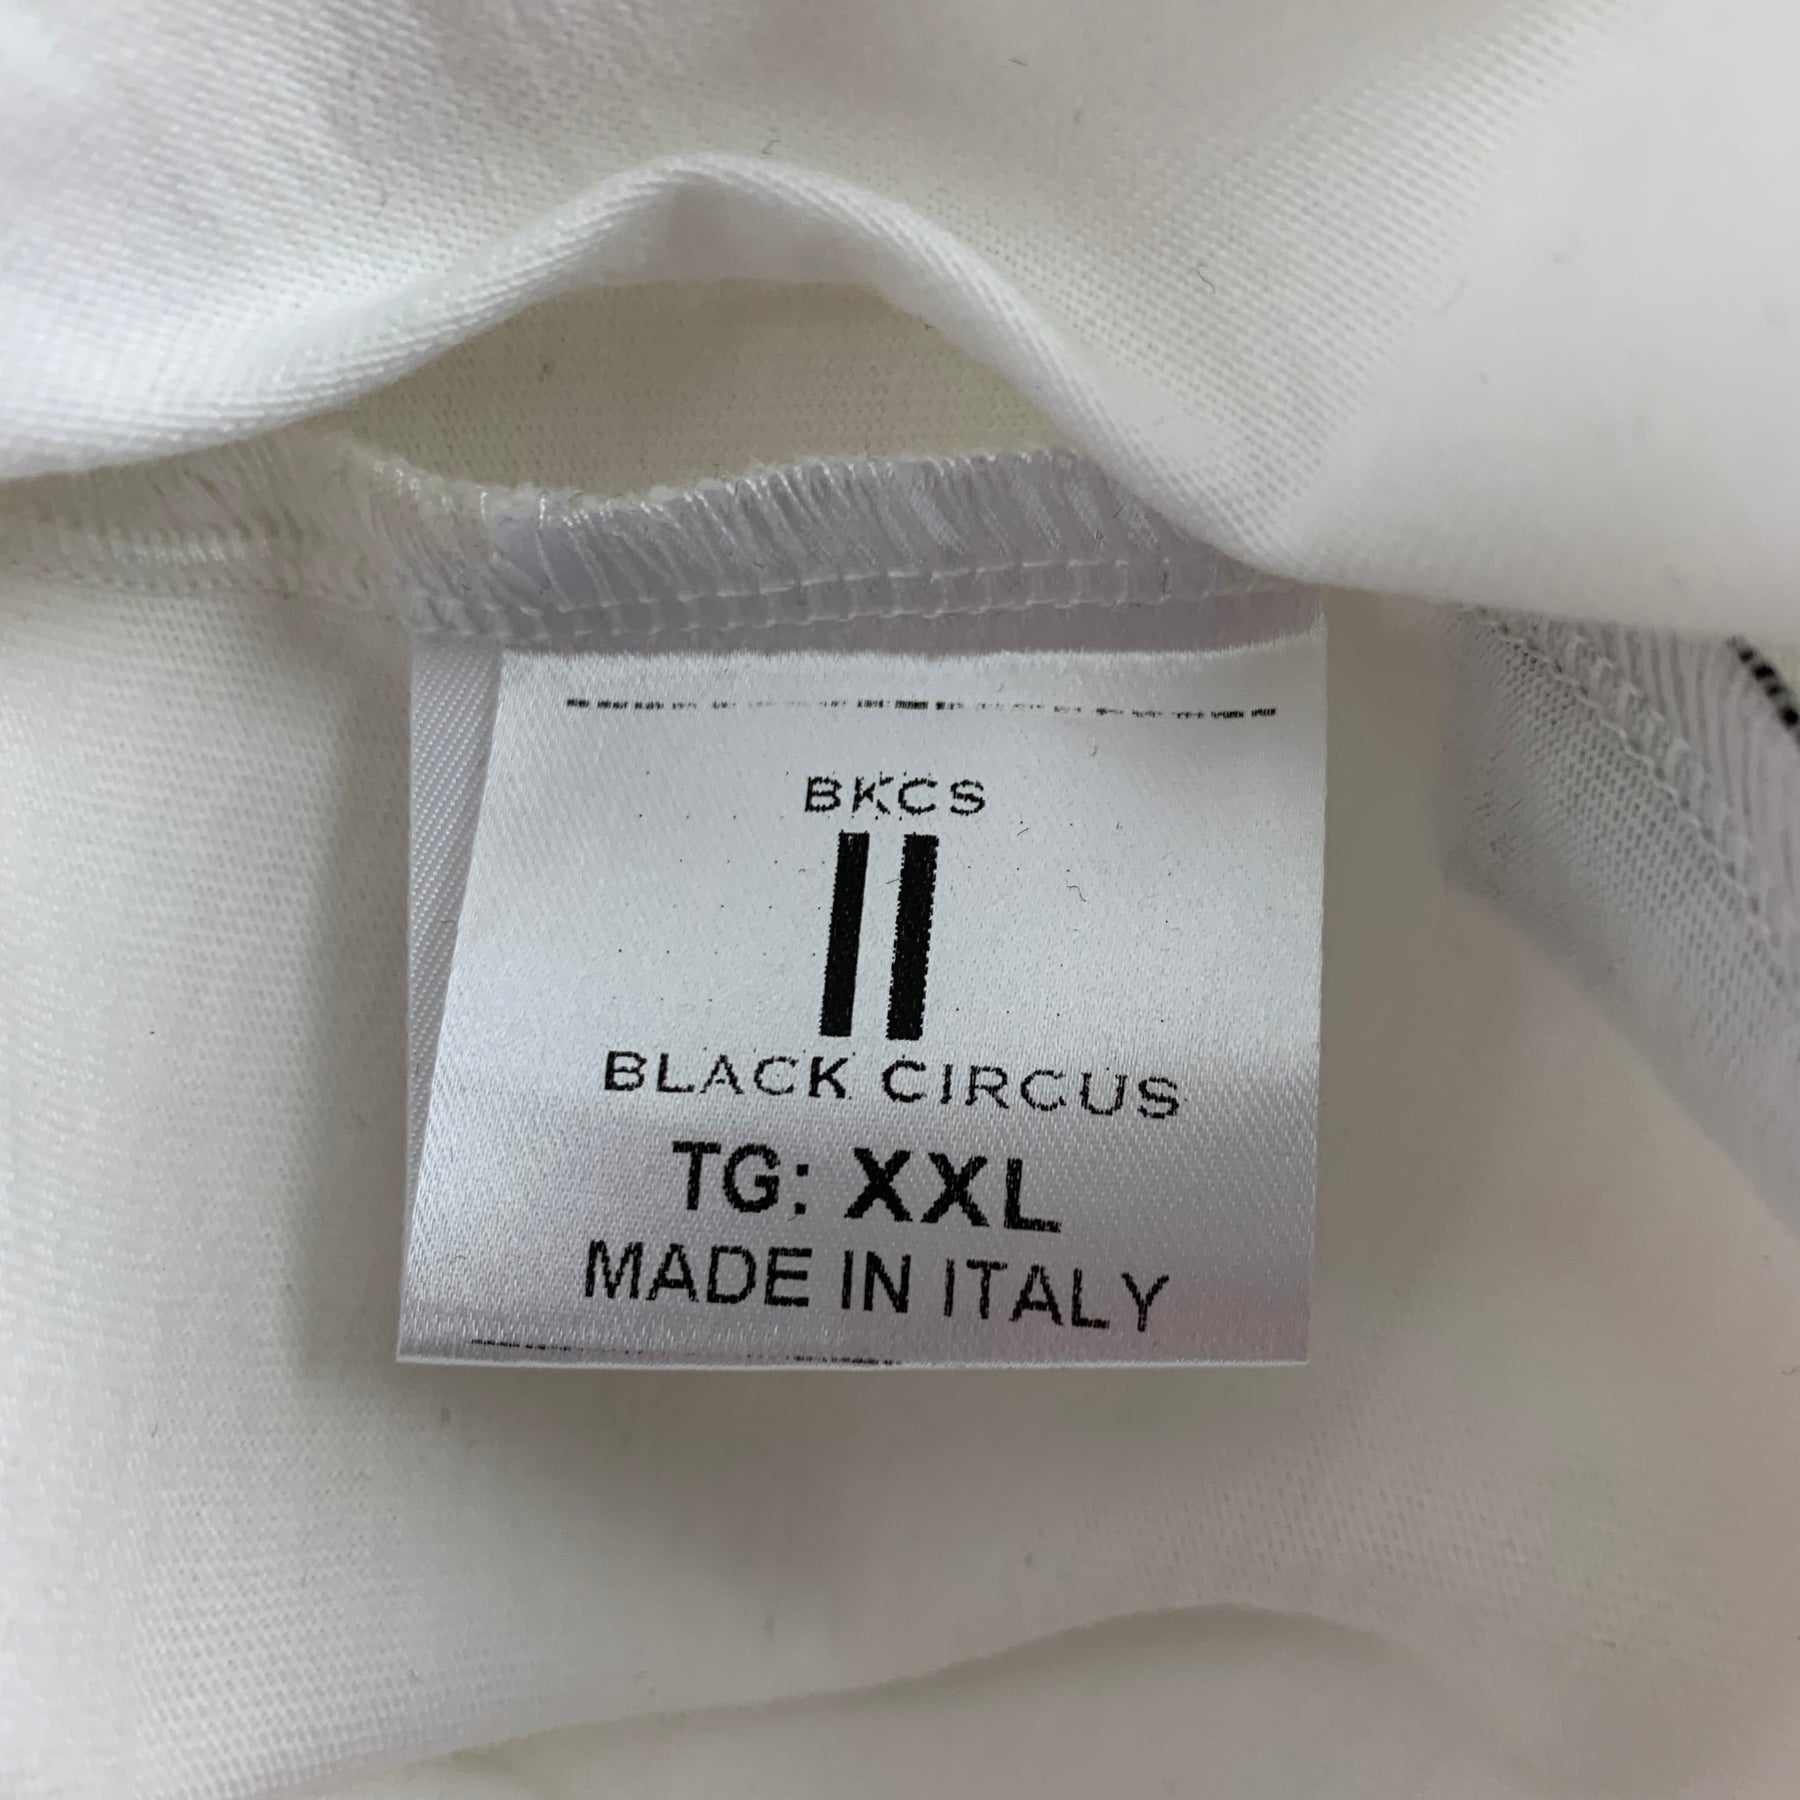 BKCS
BLACK CIRCUS
TG: XXL
MADE IN ITALY